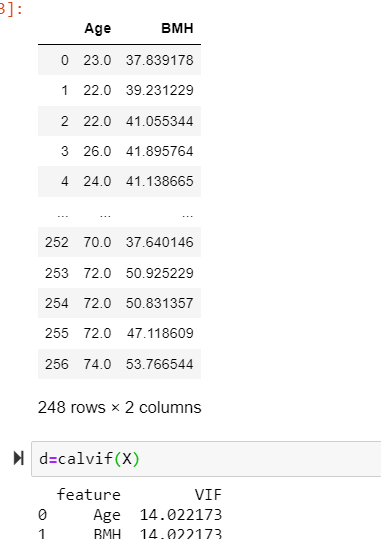 3]:
Age BMH
0 23.0 37.839178
1 22.0 39.231229
2 22.0 41.055344
3 26.0 41.895764
4 24.0 41.138665
... ... ...
252 70.0 37.640146
253 72.0 50.925229
254 72.0 50.831357
255 72.0 47.118609
256 74.0 53.766544
248 rows × 2 columns
d=calvif(X)
feature VIF
0 Age 14.022173
1 BMH 14.022173